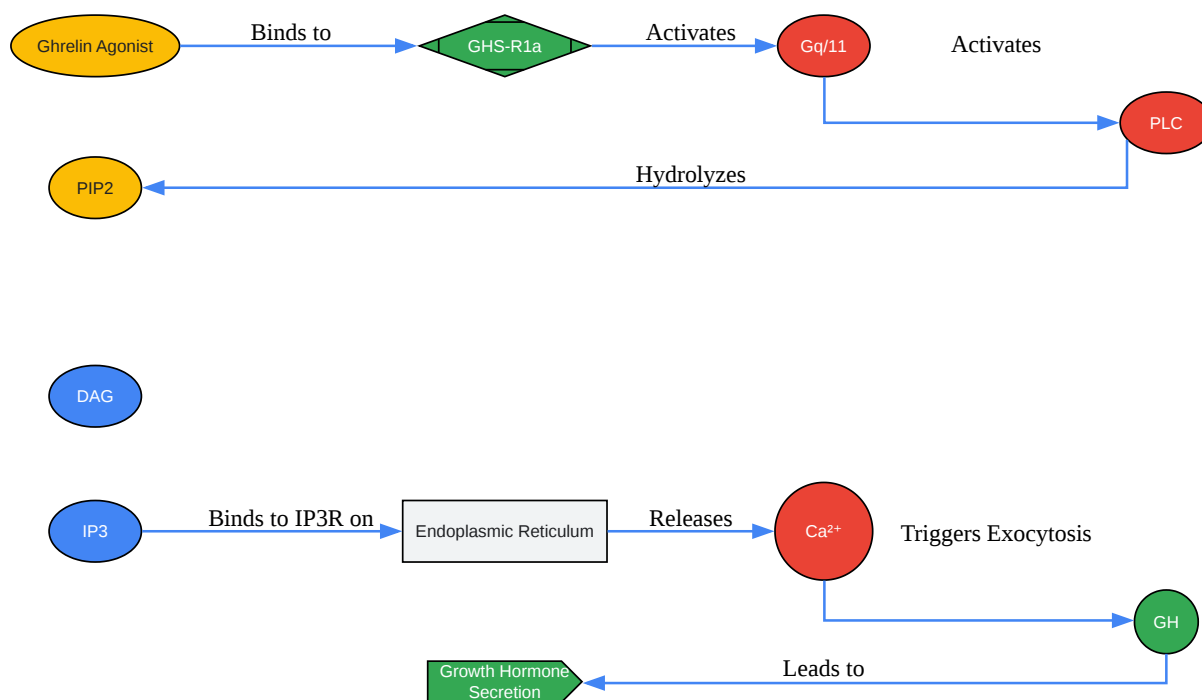 Ghrelin Agonist
Binds to
GHS-R1a
Activates
Gq/11
Activates
PLC
Hydrolyzes
PIP2
DAG
IP3
Binds to IP3R on
Endoplasmic Reticulum
Releases
Ca²⁺
Triggers Exocytosis
GH
Leads to
Growth Hormone
Secretion